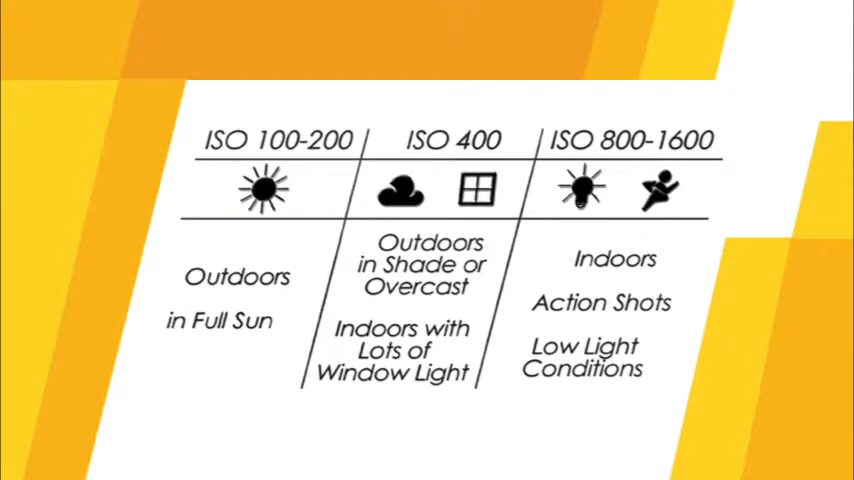 ISO 100-200
ISO 400
ISO 800-1600
Outdoors
in Full Sun
Outdoors
in Shade or
Overcast
Indoors with
Lots of
Window Light
Indoors
Action Shots
Low Light
Conditions